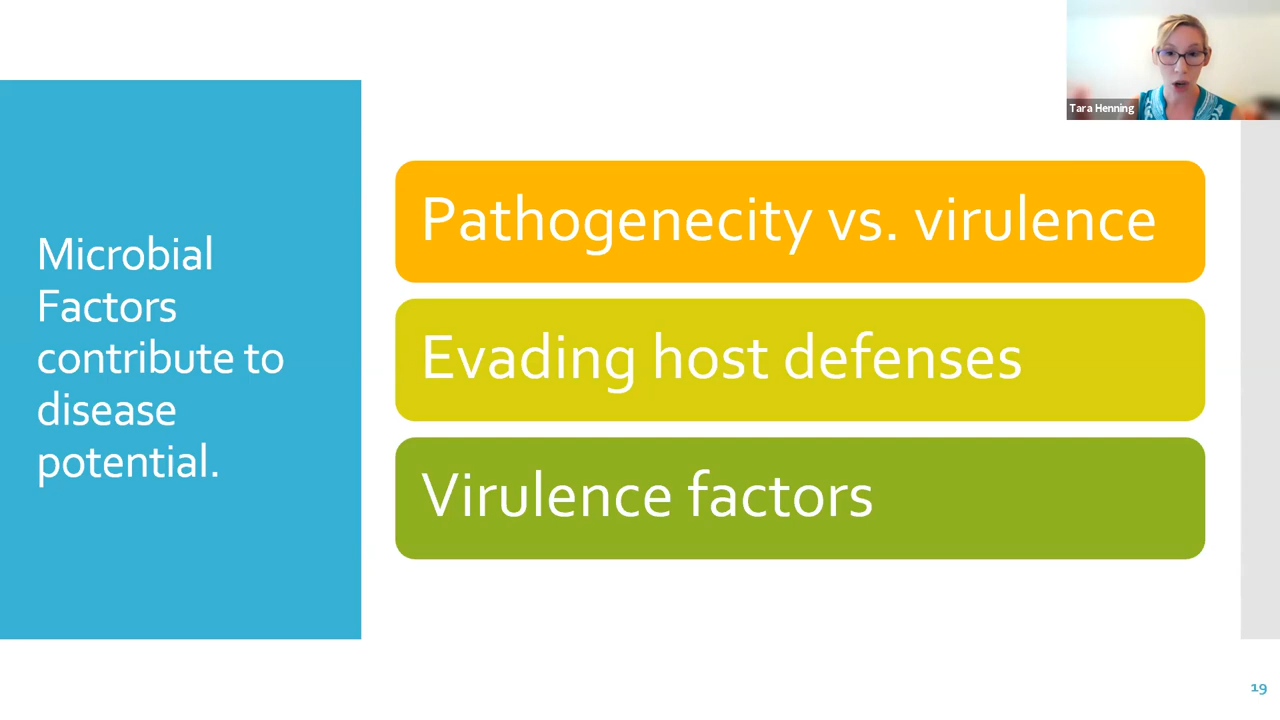 Tara Henning
Microbial
Factors
contribute to
disease
potential.
Pathogenecity vs. virulence
Evading host defenses
Virulence factors
19